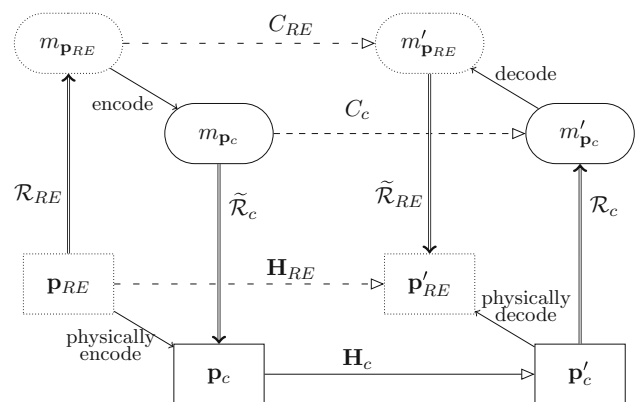 C_{RE}
m_{𝐩_{RE}}
m′_{𝐩_{RE}}
encode
decode
m_{𝐩_c}
C_c
m′_{𝐩_c}
ℛ_{RE}
ℛ̃_c
ℛ̃_{RE}
ℛ_c
𝐩_{RE}
𝐇_{RE}
𝐩′_{RE}
physically
encode
physically
decode
𝐩_c
𝐇_c
𝐩′_c